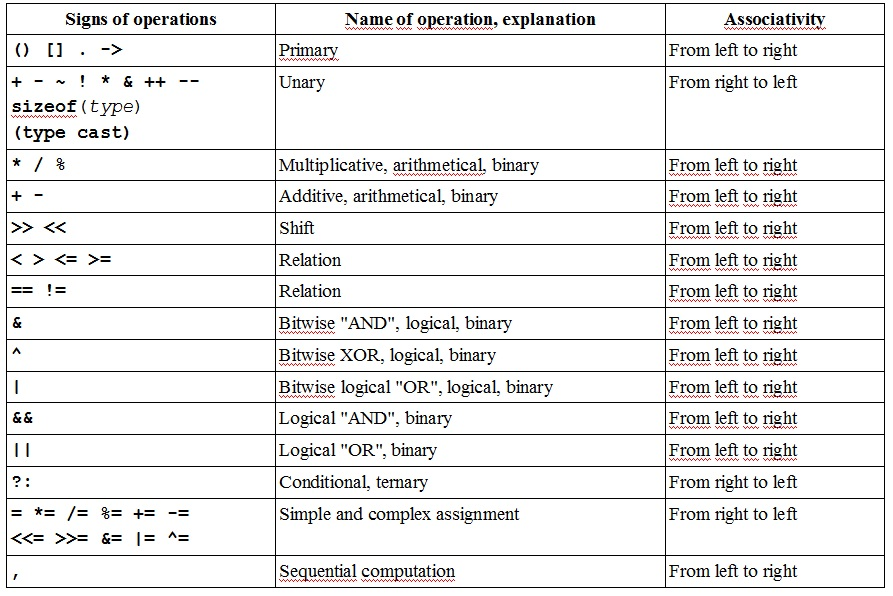 Signs of operations Name of operation, explanation Associativity
() [] . -> Primary From left to right
+ - ~ ! * & ++ -- Unary From right to left
sizeof(type)
(type cast)
* / % Multiplicative, arithmetical, binary From left to right
+ - Additive, arithmetical, binary From left to right
>> << Shift From left to right
< > <= >= Relation From left to right
== != Relation From left to right
& Bitwise "AND", logical, binary From left to right
^ Bitwise XOR, logical, binary From left to right
| Bitwise logical "OR", logical, binary From left to right
&& Logical "AND", binary From left to right
|| Logical "OR", binary From left to right
?: Conditional, ternary From right to left
= *= /= %= += -= Simple and complex assignment From right to left
<<= >>= &= |= ^=
, Sequential computation From left to right